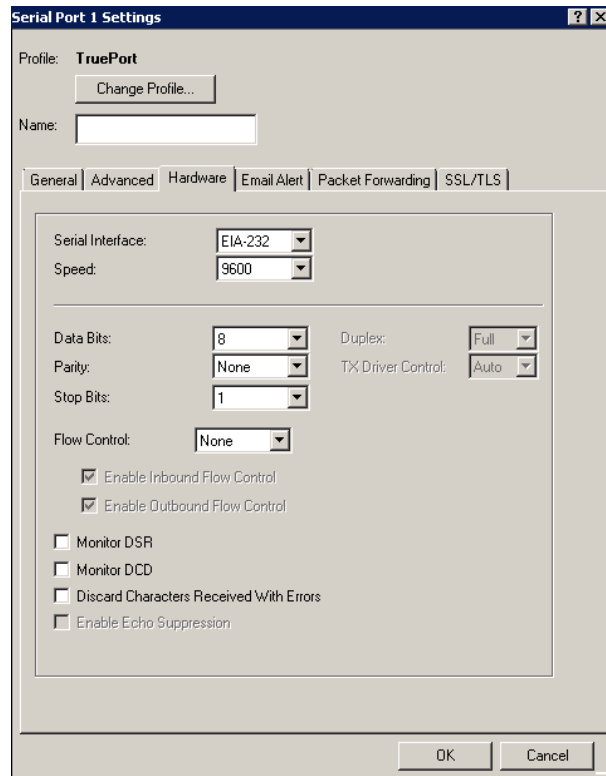 Serial Port 1 Settings
Profile: TruePort
Change Profile...
Name:
General Advanced Hardware Email Alert Packet Forwarding SSL/TLS
Serial Interface: EIA-232
Speed: 9600
Data Bits: 8 Duplex: Full
Parity: None TX Driver Control: Auto
Stop Bits: 1
Flow Control: None
Enable Inbound Flow Control
Enable Outbound Flow Control
Monitor DSR
Monitor DCD
Discard Characters Received With Errors
Enable Echo Suppression
OK Cancel